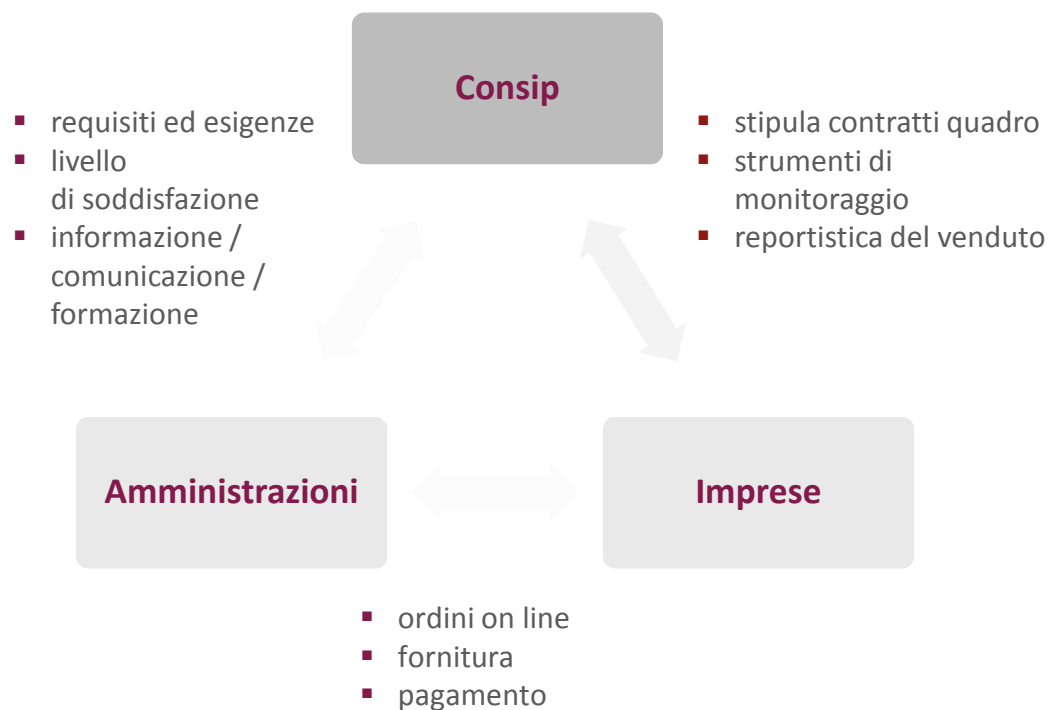 Consip
requisiti ed esigenze
livello
di soddisfazione
informazione /
comunicazione /
formazione
stipula contratti quadro
strumenti di
monitoraggio
reportistica del venduto
Amministrazioni
Imprese
ordini on line
fornitura
pagamento